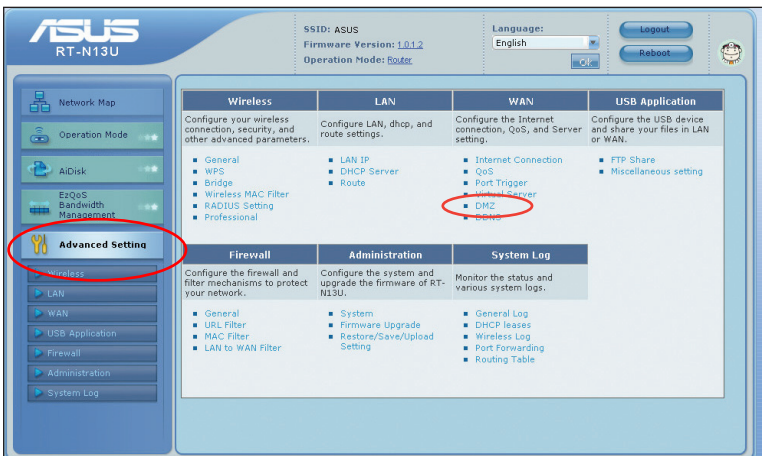 ASUS
RT-N13U
SSID: ASUS
Firmware Version: 1.0.1.2
Operation Mode: Router
Language:
English
Ok
Logout
Reboot
Network Map
Operation Mode
AiDisk
EzQoS
Bandwidth
Management
Advanced Setting
Wireless
LAN
WAN
USB Application
Firewall
Administration
System Log
Wireless
Configure your wireless
connection, security, and
other advanced parameters.
General
WPS
Bridge
Wireless MAC Filter
RADIUS Setting
Professional
LAN
Configure LAN, dhcp, and
route settings.
LAN IP
DHCP Server
Route
WAN
Configure the Internet
connection, QoS, and Server
setting.
Internet Connection
QoS
Port Trigger
Virtual Server
DMZ
DDNS
USB Application
Configure the USB device
and share your files in LAN
or WAN.
FTP Share
Miscellaneous setting
Firewall
Configure the firewall and
filter mechanisms to protect
your network.
General
URL Filter
MAC Filter
LAN to WAN Filter
Administration
Configure the system and
upgrade the firmware of RT-
N13U.
System
Firmware Upgrade
Restore/Save/Upload
Setting
System Log
Monitor the status and
various system logs.
General Log
DHCP leases
Wireless Log
Port Forwarding
Routing Table